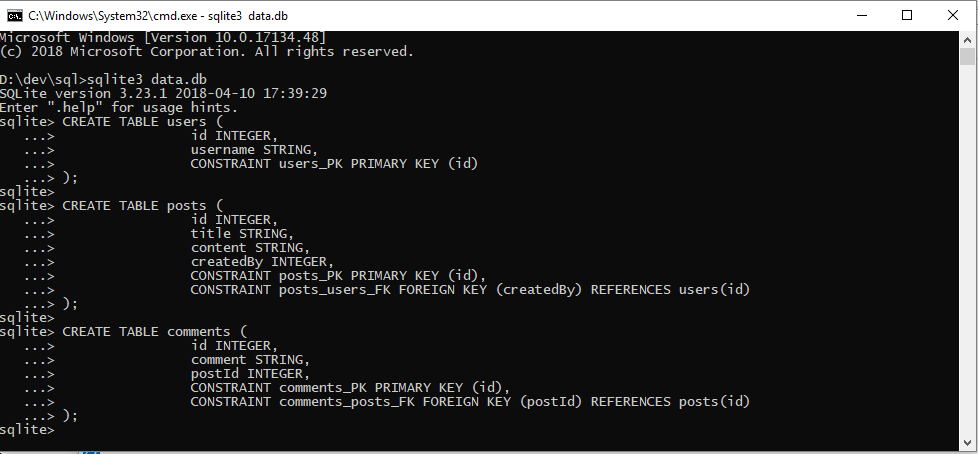 C:\Windows\System32\cmd.exe - sqlite3  data.db
Microsoft Windows [Version 10.0.17134.48]
(c) 2018 Microsoft Corporation. All rights reserved.
D:\dev\sql>sqlite3 data.db
SQLite version 3.23.1 2018-04-10 17:39:29
Enter ".help" for usage hints.
sqlite> CREATE TABLE users (
   ...>                 id INTEGER,
   ...>                 username STRING,
   ...>                 CONSTRAINT users_PK PRIMARY KEY (id)
   ...> );
sqlite>
sqlite> CREATE TABLE posts (
   ...>                 id INTEGER,
   ...>                 title STRING,
   ...>                 content STRING,
   ...>                 createdBy INTEGER,
   ...>                 CONSTRAINT posts_PK PRIMARY KEY (id),
   ...>                 CONSTRAINT posts_users_FK FOREIGN KEY (createdBy) REFERENCES users(id)
   ...> );
sqlite>
sqlite> CREATE TABLE comments (
   ...>                 id INTEGER,
   ...>                 comment STRING,
   ...>                 postId INTEGER,
   ...>                 CONSTRAINT comments_PK PRIMARY KEY (id),
   ...>                 CONSTRAINT comments_posts_FK FOREIGN KEY (postId) REFERENCES posts(id)
   ...> );
sqlite>